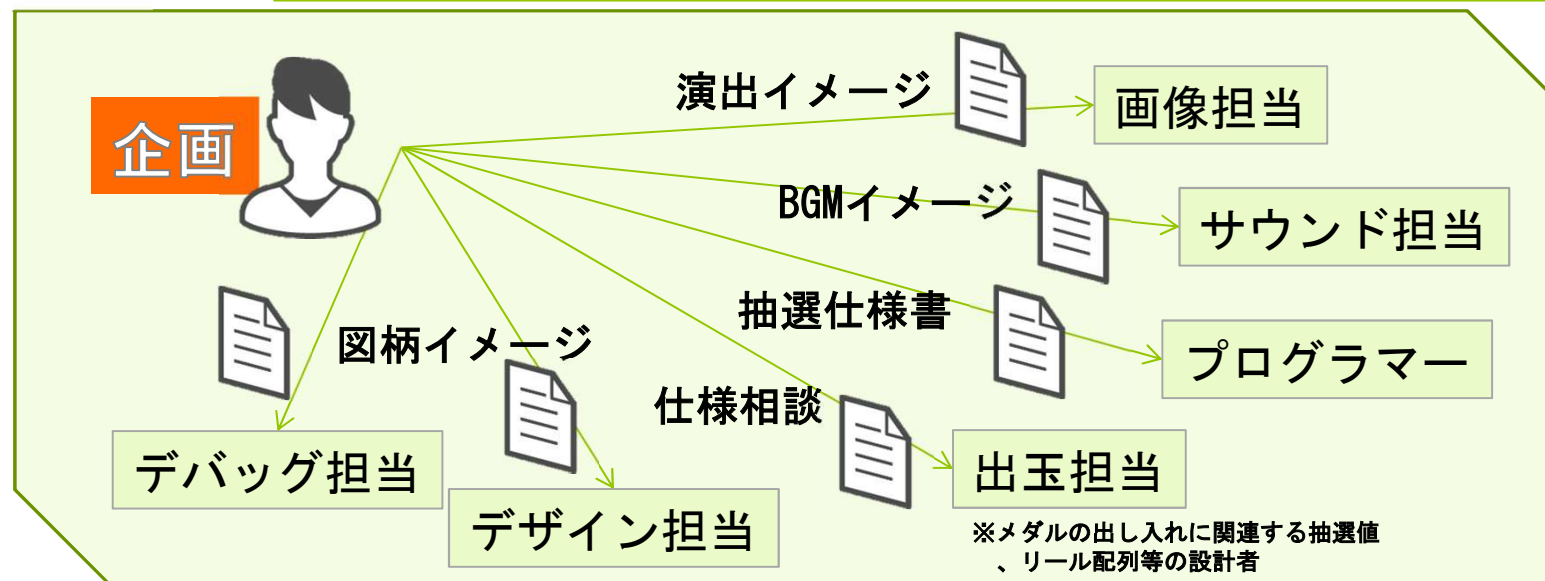 企画
演出イメージ
画像担当
BGMイメージ
サウンド担当
抽選仕様書
プログラマー
図柄イメージ
仕様相談
デバッグ担当
デザイン担当
出玉担当
※メダルの出し入れに関連する抽選値
、リール配列等の設計者